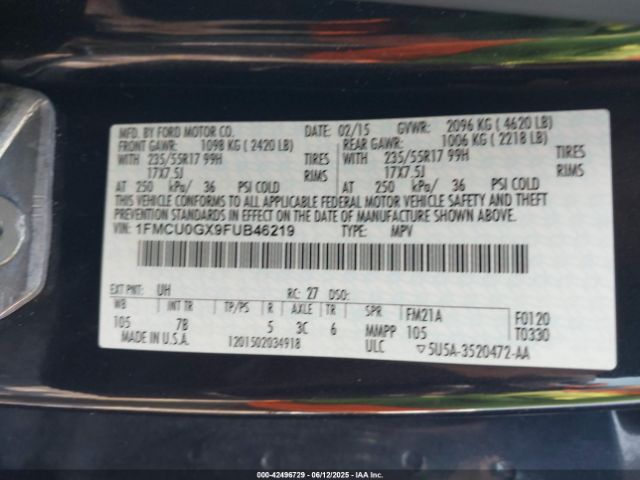 MFD. BY FORD MOTOR CO. DATE: 02/15 GVWR: 2096 KG ( 4620 LB)
FRONT GAWR: 1098 KG ( 2420 LB) REAR GAWR: 1006 KG ( 2218 LB)
WITH 235/55R17 99H TIRES WITH 235/55R17 99H TIRES
17X7.5J RIMS 17X7.5J RIMS
AT 250 kPa/ 36 PSI COLD AT 250 kPa/ 36 PSI COLD
THIS VEHICLE CONFORMS TO ALL APPLICABLE FEDERAL MOTOR VEHICLE SAFETY AND BUMPER
STANDARDS AND THEFT PREVENTION STANDARD IN EFFECT ON THE DATE OF MANUFACTURE SHOWN ABOVE.
VIN: 1FMCU0GX9FUB46219 TYPE: MPV
EXT PNT: UH RC: 27 DSO: F0120
WB INT TR TP/PS R AXLE TR SPR FM21A T0330
105 7B 5 3C 6 MMPP 105
MADE IN U.S.A. 1201502034918 ULC ▽5U5A-3520472-AA
000-42496729 - 06/12/2025 - IAA Inc.